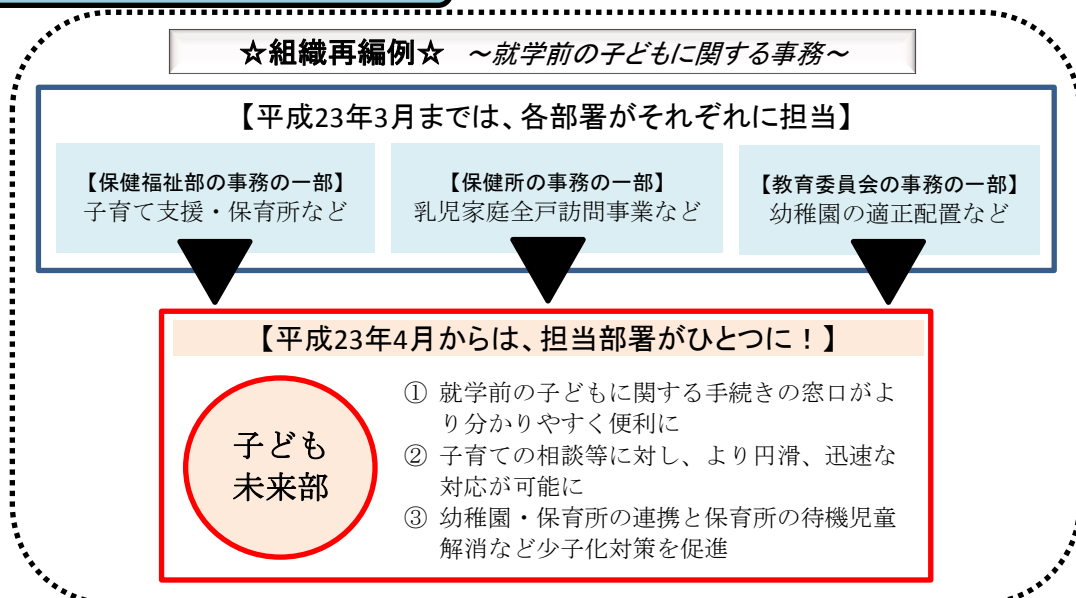 ☆組織再編例☆ ～就学前の子どもに関する事務～
【平成23年3月までは、各部署がそれぞれに担当】
【保健福祉部の事務の一部】
子育て支援・保育所など
【保健所の事務の一部】
乳児家庭全戸訪問事業など
【教育委員会の事務の一部】
幼稚園の適正配置など
【平成23年4月からは、担当部署がひとつに！】
子ども
未来部
① 就学前の子どもに関する手続きの窓口がよ
り分かりやすく便利に
② 子育ての相談等に対し、より円滑、迅速な
対応が可能に
③ 幼稚園・保育所の連携と保育所の待機児童
解消など少子化対策を促進